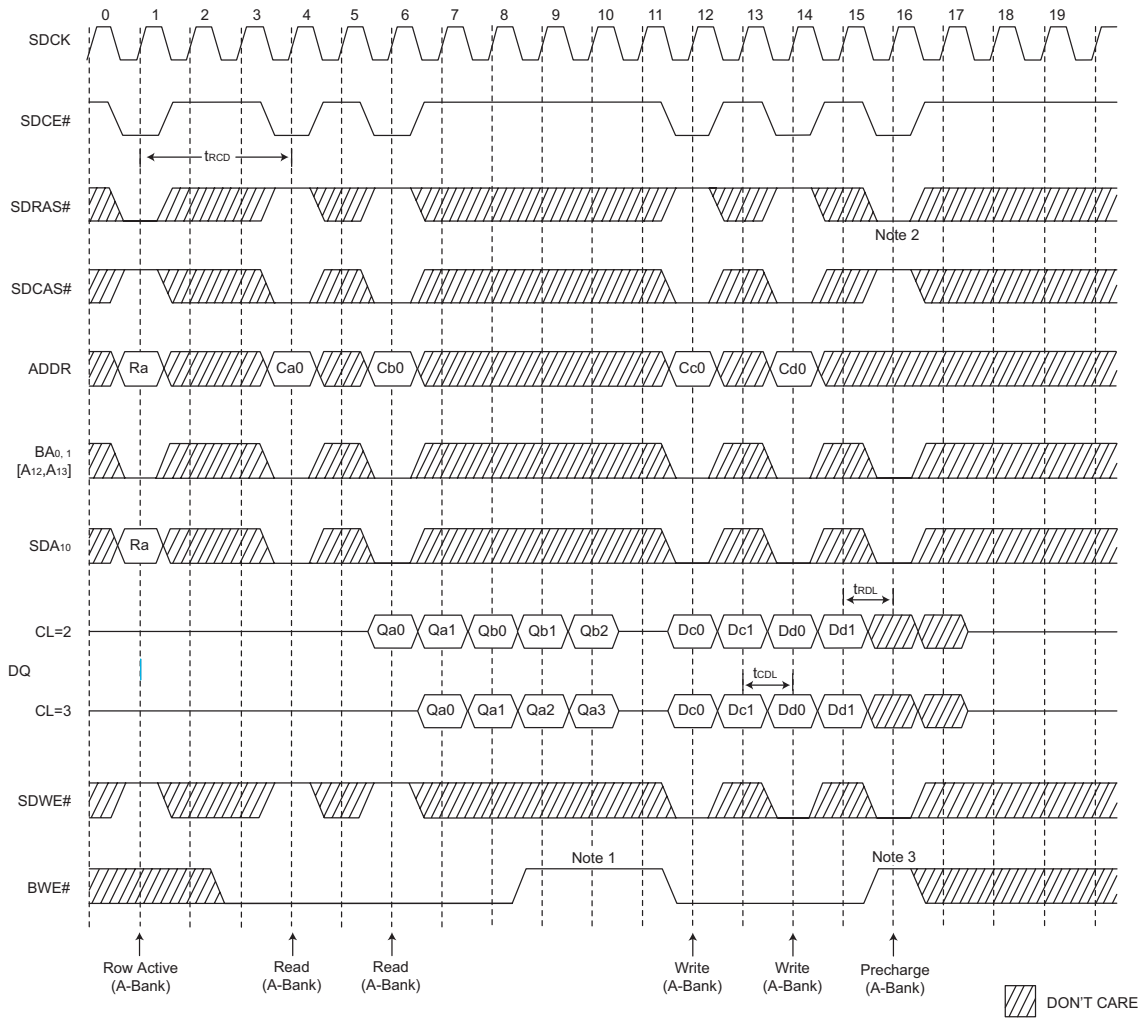 0 1 2 3 4 5 6 7 8 9 10 11 12 13 14 15 16 17 18 19
SDCK
SDCE#
tRCD
SDRAS#
Note 2
SDCAS#
ADDR Ra Ca0 Cb0 Cc0 Cd0
BA0, 1
[A12,A13]
SDA10 Ra
tRDL
CL=2 Qa0 Qa1 Qb0 Qb1 Qb2 Dc0 Dc1 Dd0 Dd1
DQ
tCDL
CL=3 Qa0 Qa1 Qa2 Qa3 Dc0 Dc1 Dd0 Dd1
SDWE#
Note 1 Note 3
BWE#
Row Active Read Read Write Write Precharge
(A-Bank) (A-Bank) (A-Bank) (A-Bank) (A-Bank) (A-Bank)
DON'T CARE